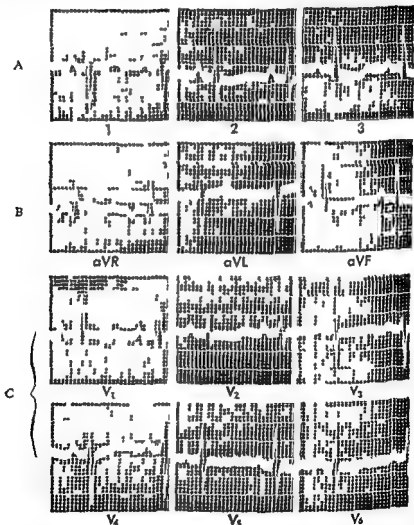 A
1 2 3
B
aVR aVL aVF
C
V₁ V₂ V₃
V₄ V₅ V₆